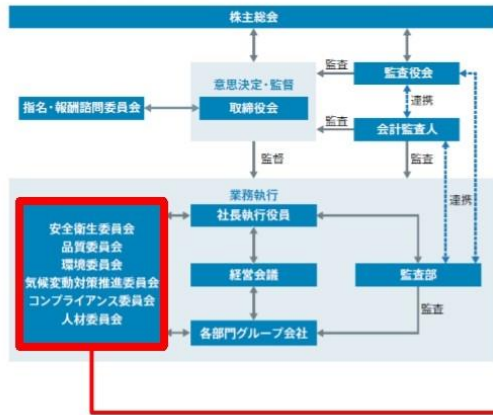 株主総会
意思決定・監督
監査
監査役会
指名・報酬諮問委員会
取締役会
連携
監査
会計監査人
監督
監査
業務執行
連携
安全衛生委員会
品質委員会
環境委員会
気候変動対策推進委員会
コンプライアンス委員会
人材委員会
社長執行役員
経営会議
監査部
監査
各部門グループ会社